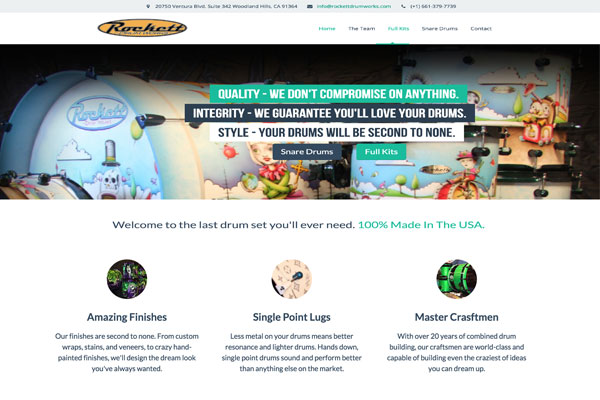 20750 Ventura Blvd. Suite 342 Woodland Hills, CA 91364 info@rockettdrumworks.com (+1) 661-379-7739
Rockett
Home The Team Full Kits Snare Drums Contact
QUALITY - WE DON'T COMPROMISE ON ANYTHING.
INTEGRITY - WE GUARANTEE YOU'LL LOVE YOUR DRUMS.
STYLE - YOUR DRUMS WILL BE SECOND TO NONE.
Snare Drums Full Kits
Rockett
Welcome to the last drum set you'll ever need. 100% Made In The USA.
Amazing Finishes
Our finishes are second to none. From custom
wraps, stains, and veneers, to crazy hand-
painted finishes, we'll design the dream look
you've always wanted.
Single Point Lugs
Less metal on your drums means better
resonance and lighter drums. Hands down,
single point drums sound and perform better
than anything else on the market.
Master Crasftmen
With over 20 years of combined drum
building, our craftsmen are world-class and
capable of building even the craziest of ideas
you can dream up.